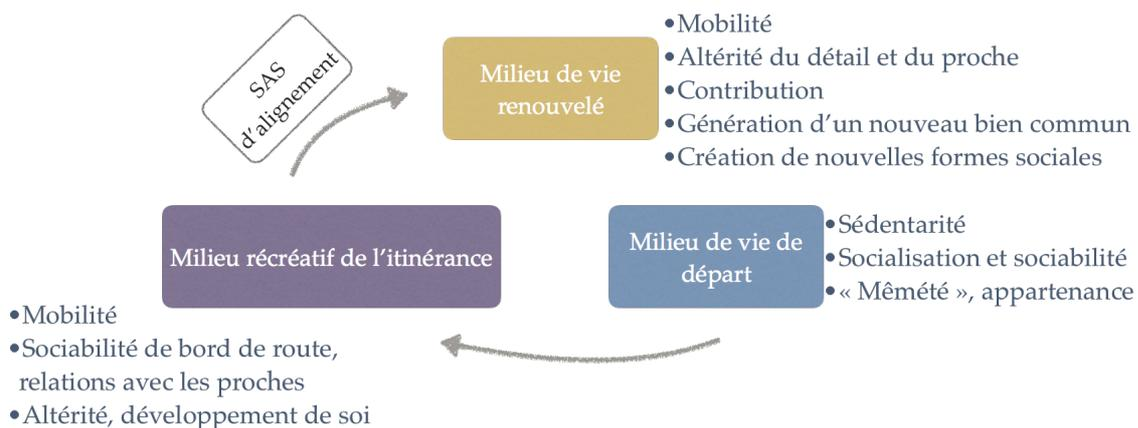 SAS
d’alignement
Milieu de vie
renouvelé
•Mobilité
•Altérité du détail et du proche
•Contribution
•Génération d’un nouveau bien commun
•Création de nouvelles formes sociales
Milieu récréatif de l’itinérance
Milieu de vie de
départ
•Sédentarité
•Socialisation et sociabilité
•« Mêmété », appartenance
•Mobilité
•Sociabilité de bord de route,
relations avec les proches
•Altérité, développement de soi